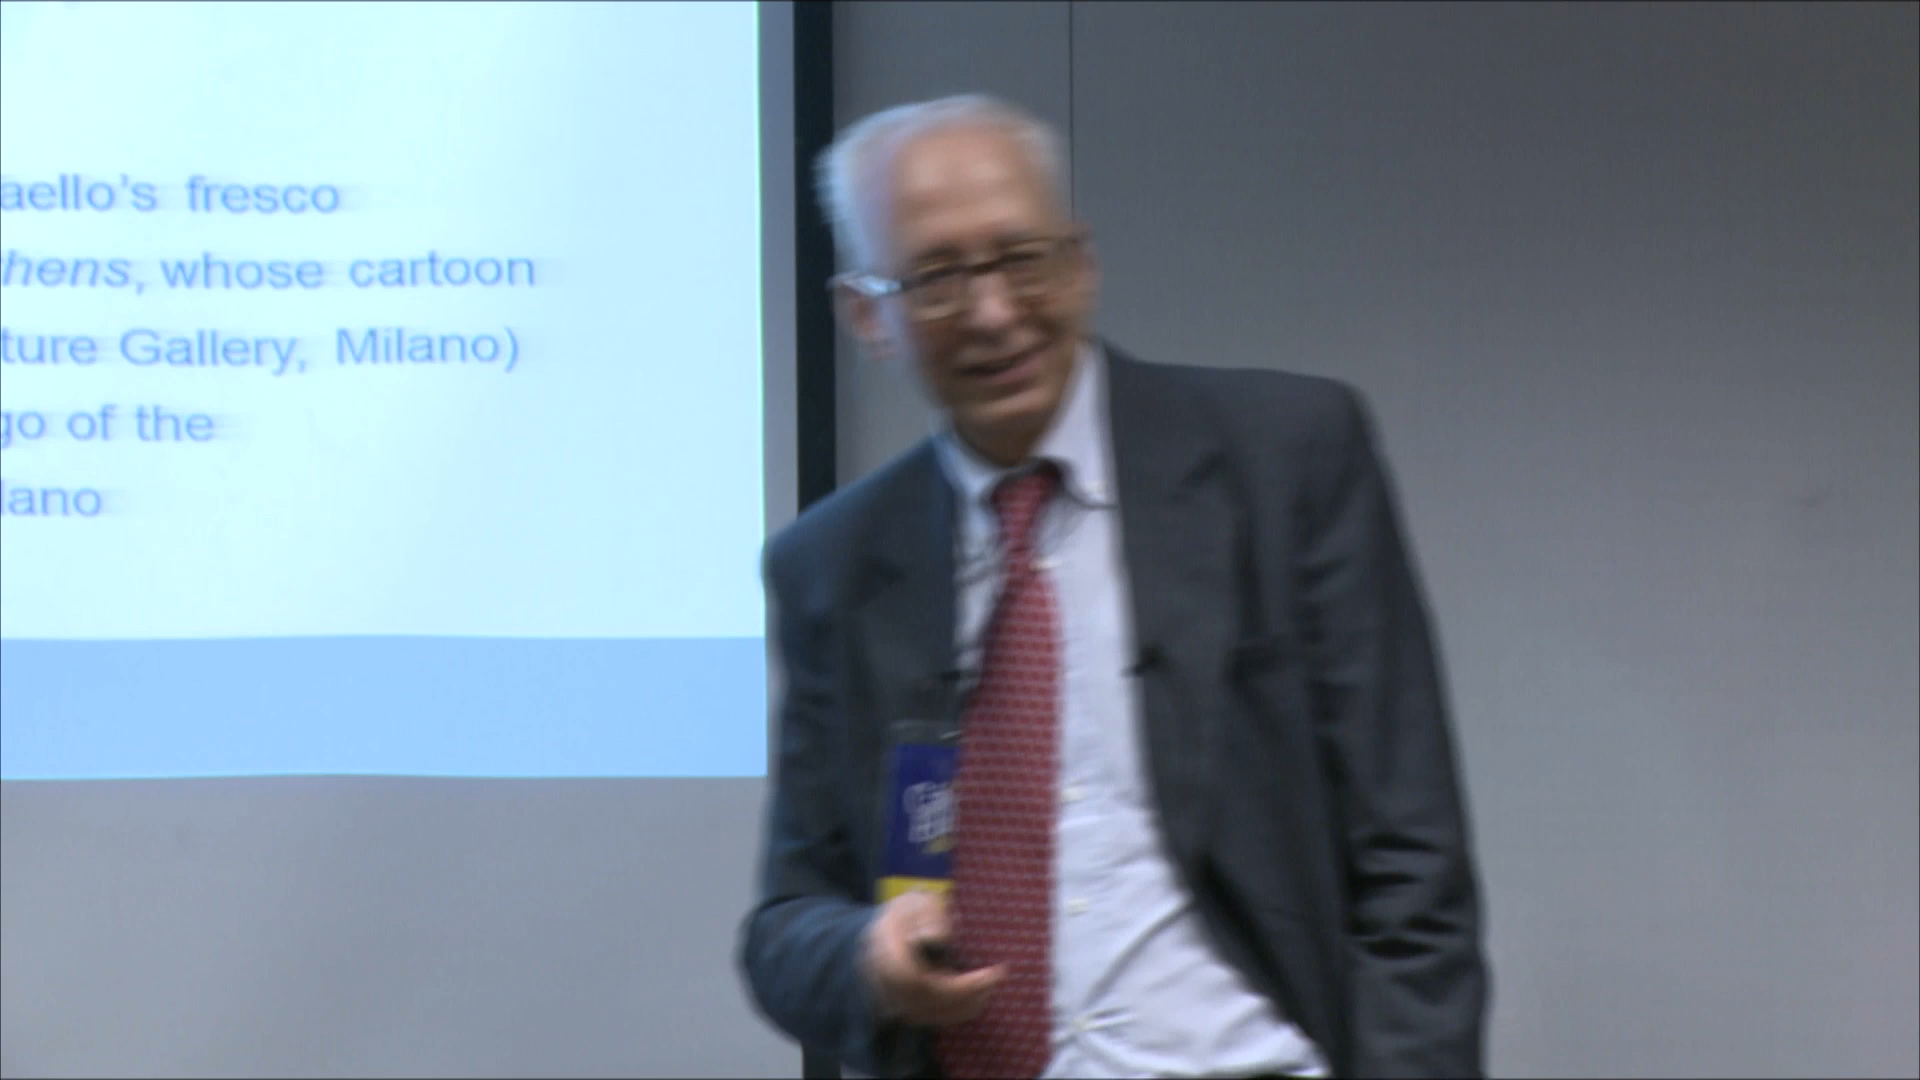 aello's fresco
hens, whose cartoon
ture Gallery, Milano)
go of the
lano